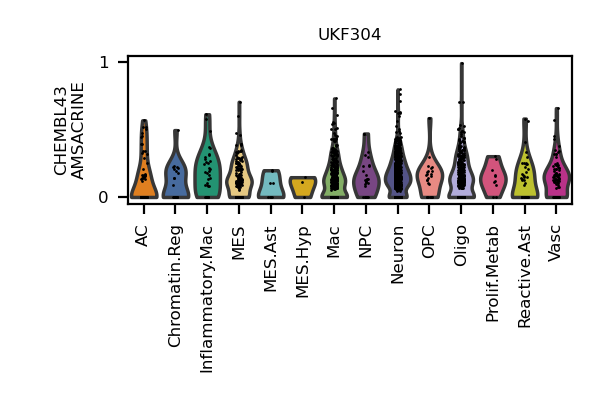 UKF304
CHEMBL43
AMSACRINE
1
0
AC
Chromatin.Reg
Inflammatory.Mac
MES
MES.Ast
MES.Hyp
Mac
NPC
Neuron
OPC
Oligo
Prolif.Metab
Reactive.Ast
Vasc